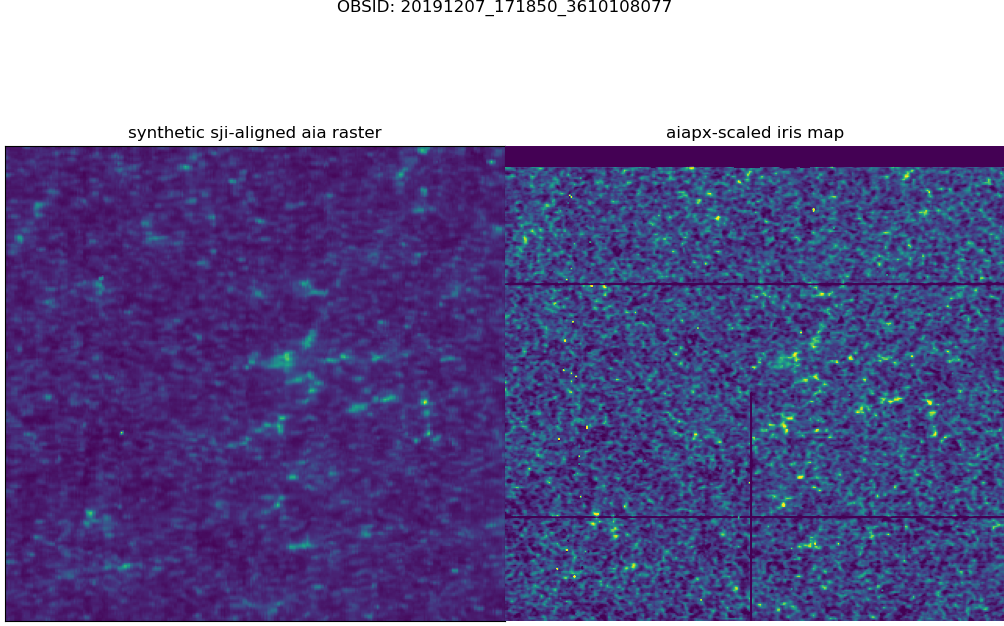 OBSID: 20191207_171850_3610108077
synthetic sji-aligned aia raster
aiapx-scaled iris map